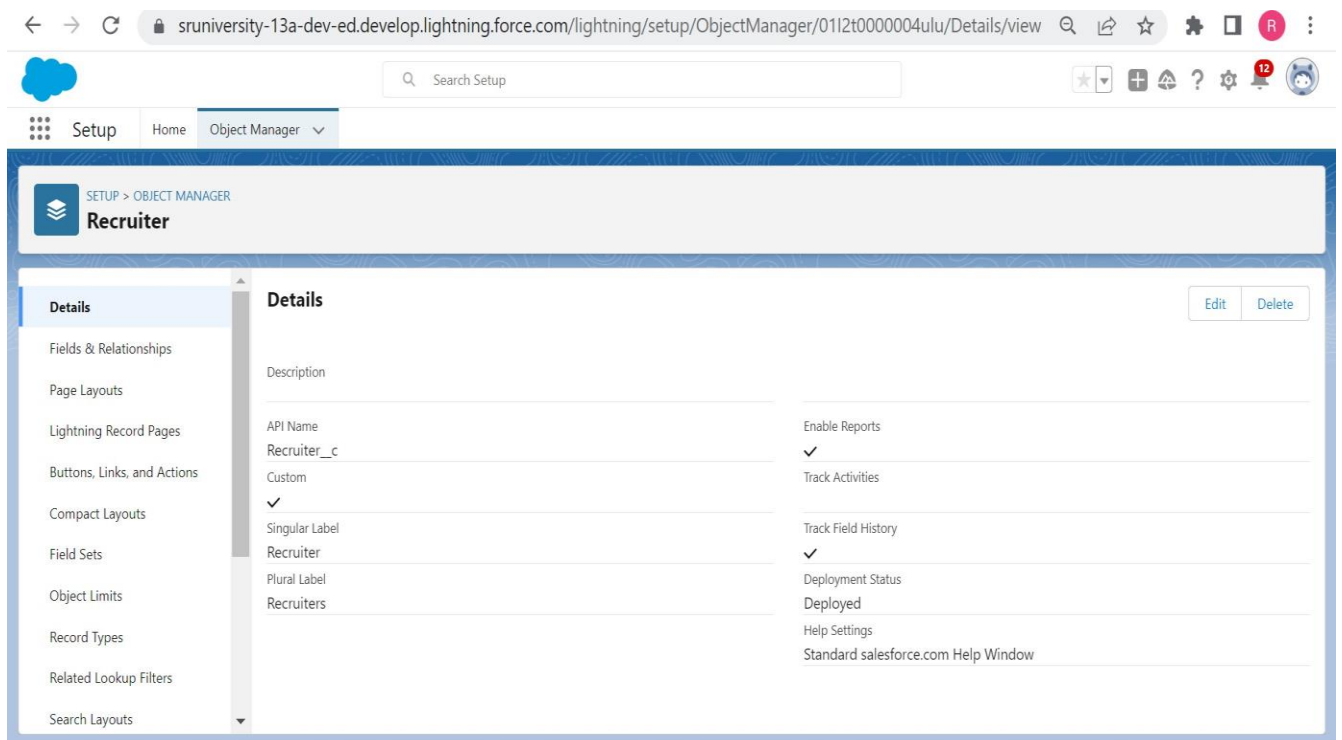 sruniversity-13a-dev-ed.develop.lightning.force.com/lightning/setup/ObjectManager/01I2t0000004ulu/Details/view
R
Search Setup
12
Setup Home Object Manager
SETUP > OBJECT MANAGER
Recruiter
Details
Fields & Relationships
Page Layouts
Lightning Record Pages
Buttons, Links, and Actions
Compact Layouts
Field Sets
Object Limits
Record Types
Related Lookup Filters
Search Layouts
Details
Edit Delete
Description
API Name
Recruiter__c
Custom
Singular Label
Recruiter
Plural Label
Recruiters
Enable Reports
Track Activities
Track Field History
Deployment Status
Deployed
Help Settings
Standard salesforce.com Help Window